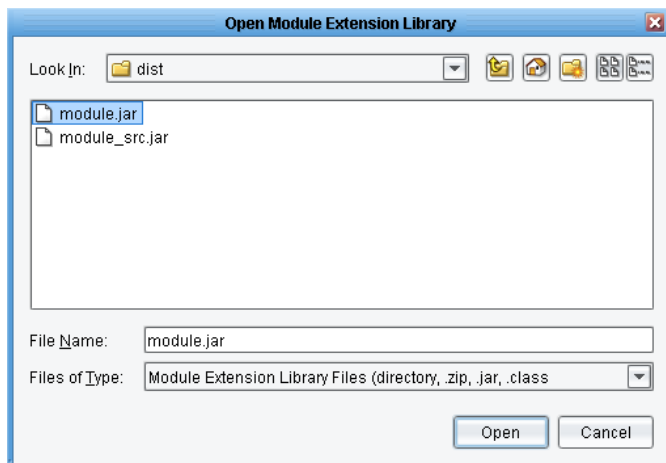 Open Module Extension Library
Look In: dist
module.jar
module_src.jar
File Name: module.jar
Files of Type: Module Extension Library Files (directory, .zip, .jar, .class
Open Cancel